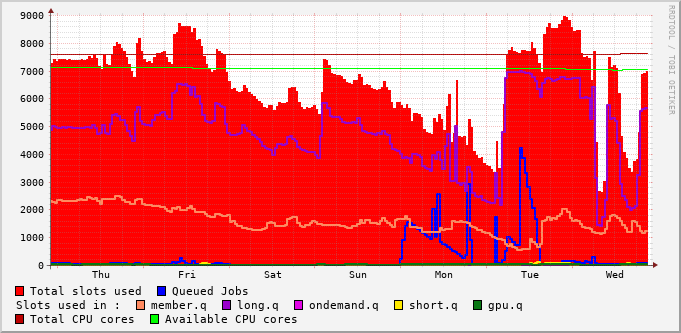 9000
8000
7000
6000
5000
4000
3000
2000
1000
0
Thu Fri Sat Sun Mon Tue Wed
RRDTOOL / TOBI OETIKER
Total slots used Queued Jobs
Slots used in : member.q long.q ondemand.q short.q gpu.q
Total CPU cores Available CPU cores